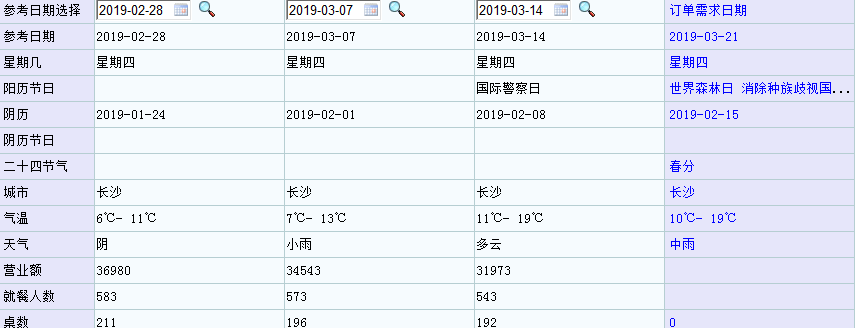 参考日期选择 2019-02-28 2019-03-07 2019-03-14 订单需求日期
参考日期 2019-02-28 2019-03-07 2019-03-14 2019-03-21
星期几 星期四 星期四 星期四 星期四
阳历节日 国际警察日 世界森林日 消除种族歧视国...
阴历 2019-01-24 2019-02-01 2019-02-08 2019-02-15
阴历节日
二十四节气 春分
城市 长沙 长沙 长沙 长沙
气温 6℃- 11℃ 7℃- 13℃ 11℃- 19℃ 10℃- 19℃
天气 阴 小雨 多云 中雨
营业额 36980 34543 31973
就餐人数 583 573 543
桌数 211 196 192 0